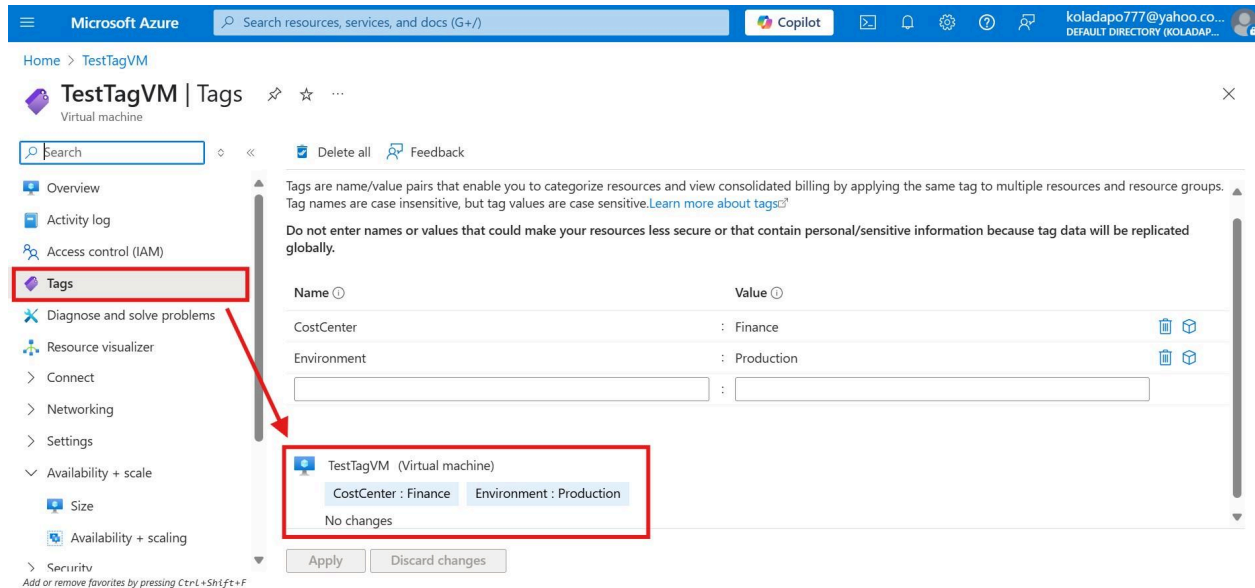 Microsoft Azure
Search resources, services, and docs (G+/)
Copilot
koladapo777@yahoo.co...
DEFAULT DIRECTORY (KOLADAP...
Home > TestTagVM
TestTagVM | Tags
Virtual machine
Search
Delete all
Feedback
Overview
Activity log
Access control (IAM)
Tags
Diagnose and solve problems
Resource visualizer
Connect
Networking
Settings
Availability + scale
Size
Availability + scaling
Security
Add or remove favorites by pressing Ctrl+Shift+F
Tags are name/value pairs that enable you to categorize resources and view consolidated billing by applying the same tag to multiple resources and resource groups.
Tag names are case insensitive, but tag values are case sensitive.Learn more about tags
Do not enter names or values that could make your resources less secure or that contain personal/sensitive information because tag data will be replicated
globally.
Name Value
CostCenter : Finance
Environment : Production
:
TestTagVM (Virtual machine)
CostCenter : Finance Environment : Production
No changes
Apply Discard changes